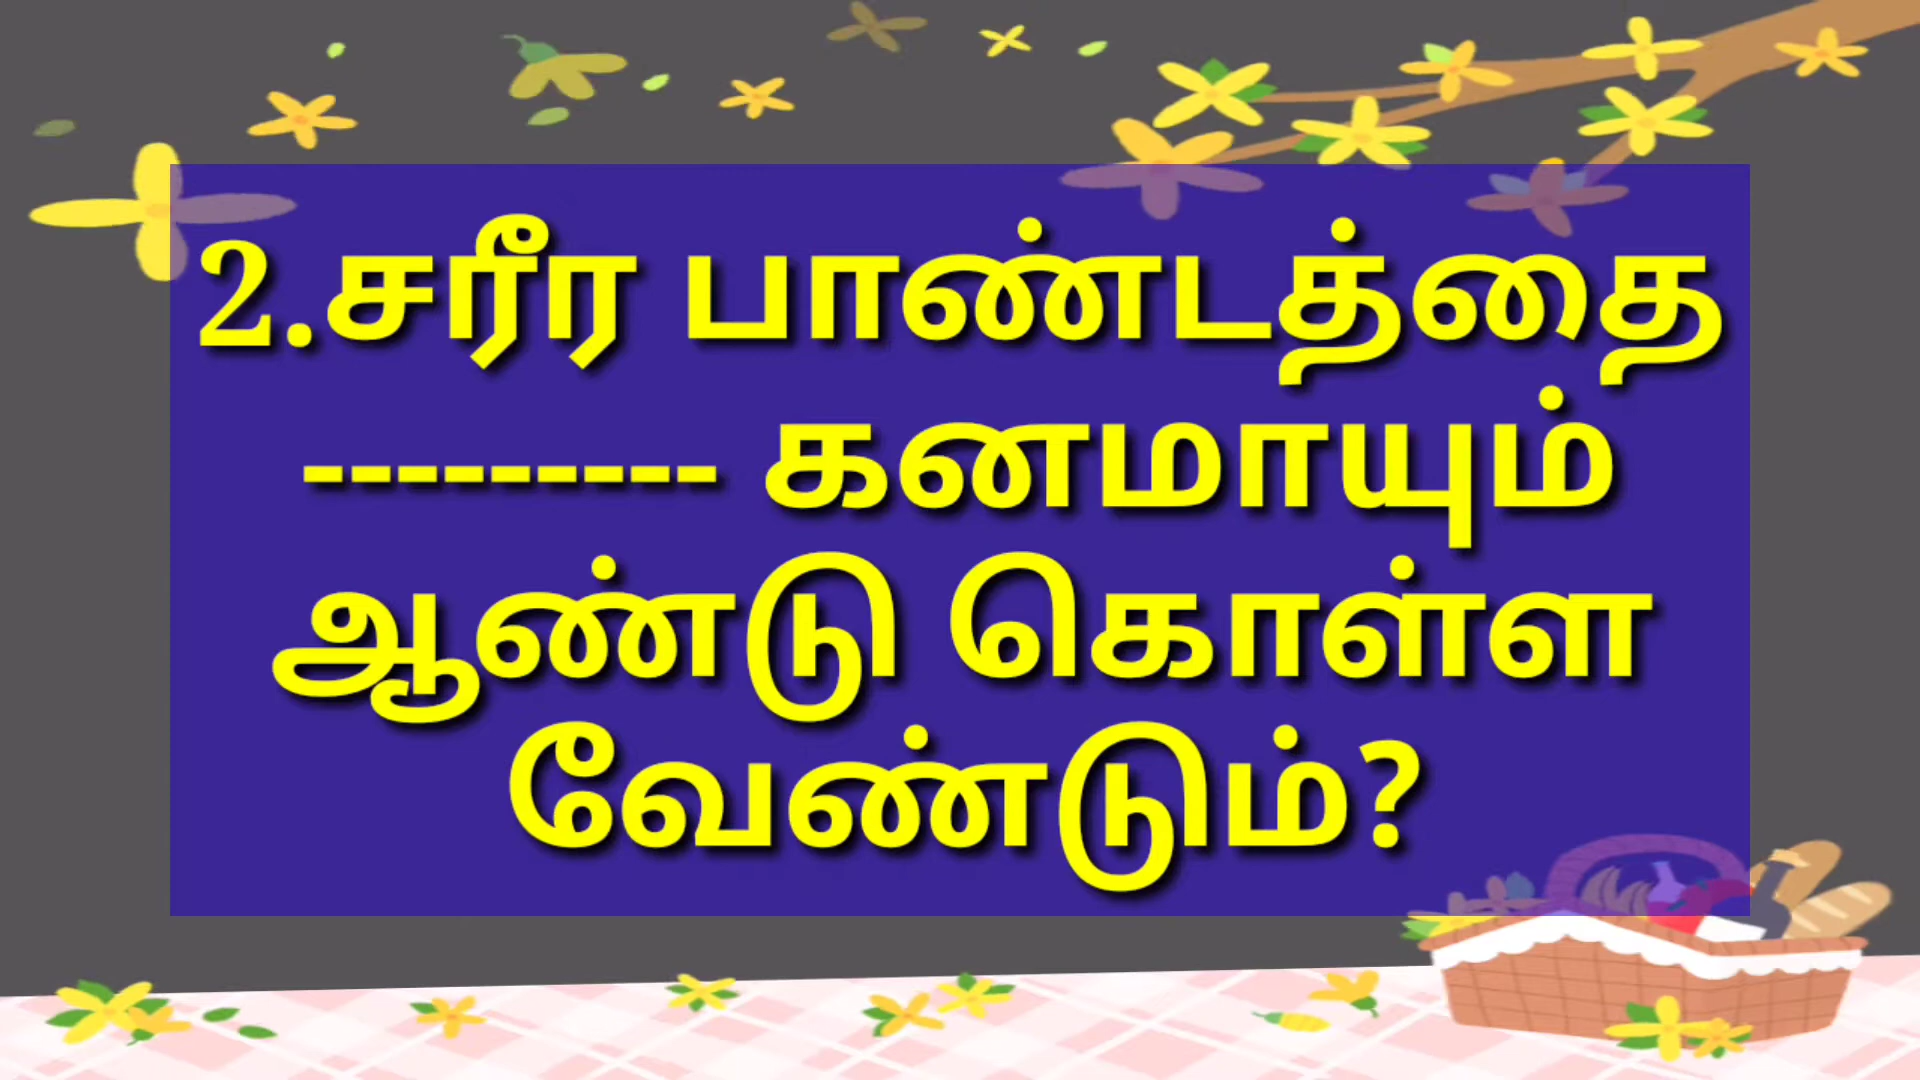 2.சரீர பாண்டத்தை
--------- கனமாயும்
ஆண்டு கொள்ள
வேண்டும்?